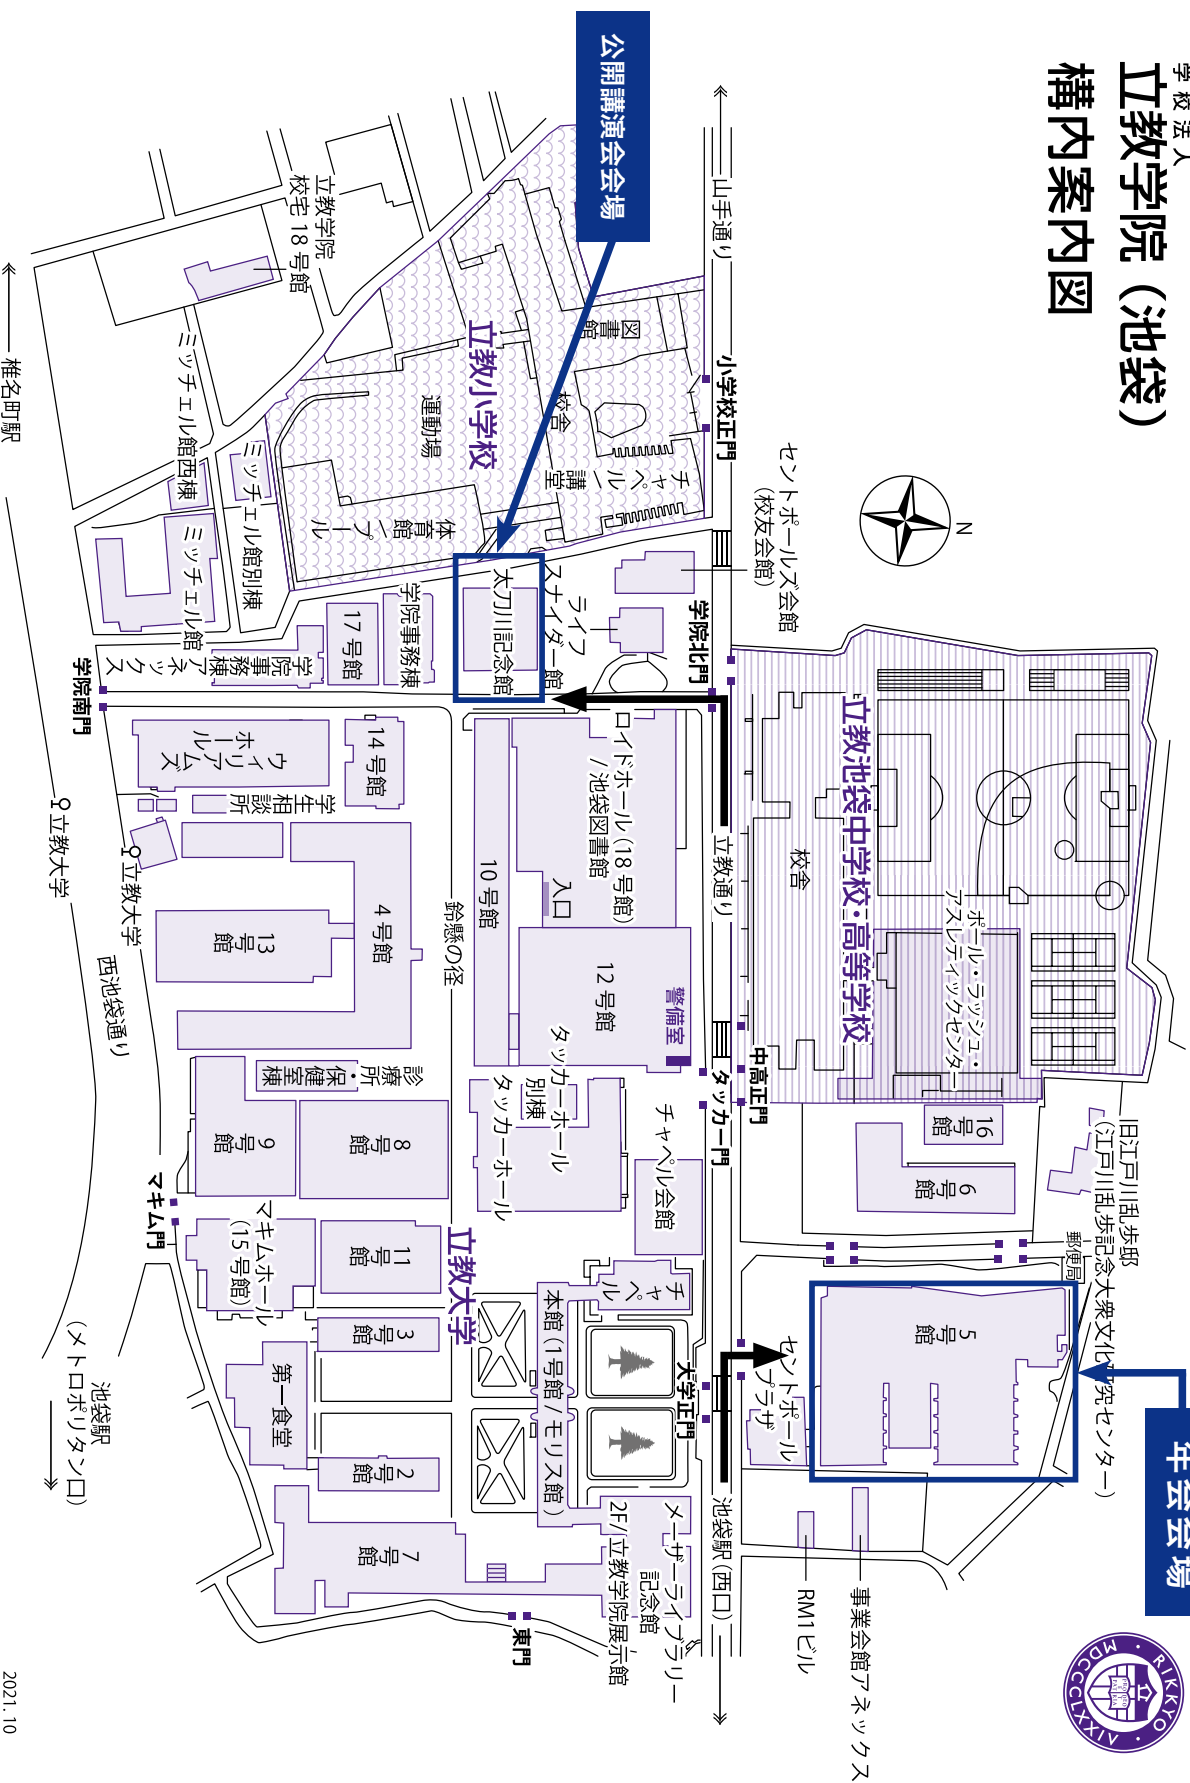 学校法人
立教学院（池袋）
構内案内図
公開講演会会場
年会会場
N
山手通り
小学校正門
図書館
校舎
立教小学校
運動場
チャペル/講堂
体育館/プール
立教学院
校宅 18 号館
ミッチェル館西棟
ミッチェル館別棟
ミッチェル館
椎名町駅
セントポールズ会館
（校友会館）
学院北門
ライフ
スナイダー館
太刀川記念館
学院事務棟
17 号館
学院事務棟アネックス
学院南門
立教池袋中学校・高等学校
校舎
ポール・ラッシュ・
アスレティックセンター
中高正門
立教通り
ロイドホール（18 号館）
/ 池袋図書館
入口
10 号館
12 号館
警備室
タッカー門
鈴懸の径
14 号館
ウィリアムズ
ホール
学生相談所
4 号館
13
号
館
立教大学
立教大学
西池袋通り
診療所・保健室棟
タッカーホール
別棟
タッカーホール
チャペル会館
8
号
館
9
号
館
マキム門
マキムホール
（15 号館）
11
号
館
立教大学
チャペル
本館（1号館 / モリス館）
3
号
館
第一食堂
2
号
館
7
号
館
大学正門
メーザーライブラリー
記念館
2F/ 立教学院展示館
東門
池袋駅
（メトロポリタン口）
16
号
館
6
号
館
旧江戸川乱歩邸
（江戸川乱歩記念大衆文化研究センター）
郵便局
5
号
館
セントポール
プラザ
池袋駅（西口）
RM1ビル
事業会館アネックス
・RIKKYO・
MDCCCLXXIV
2021. 10